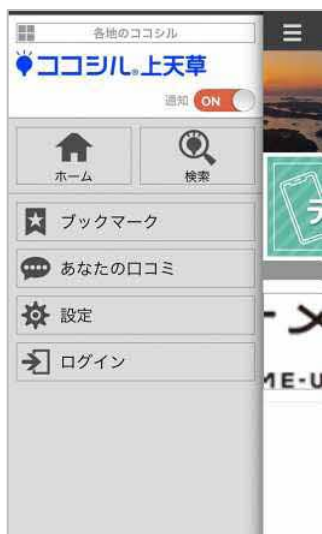 各地のココシル
ココシル®上天草
通知 ON
ホーム
検索
ブックマーク
あなたの口コミ
設定
ログイン
ME-U